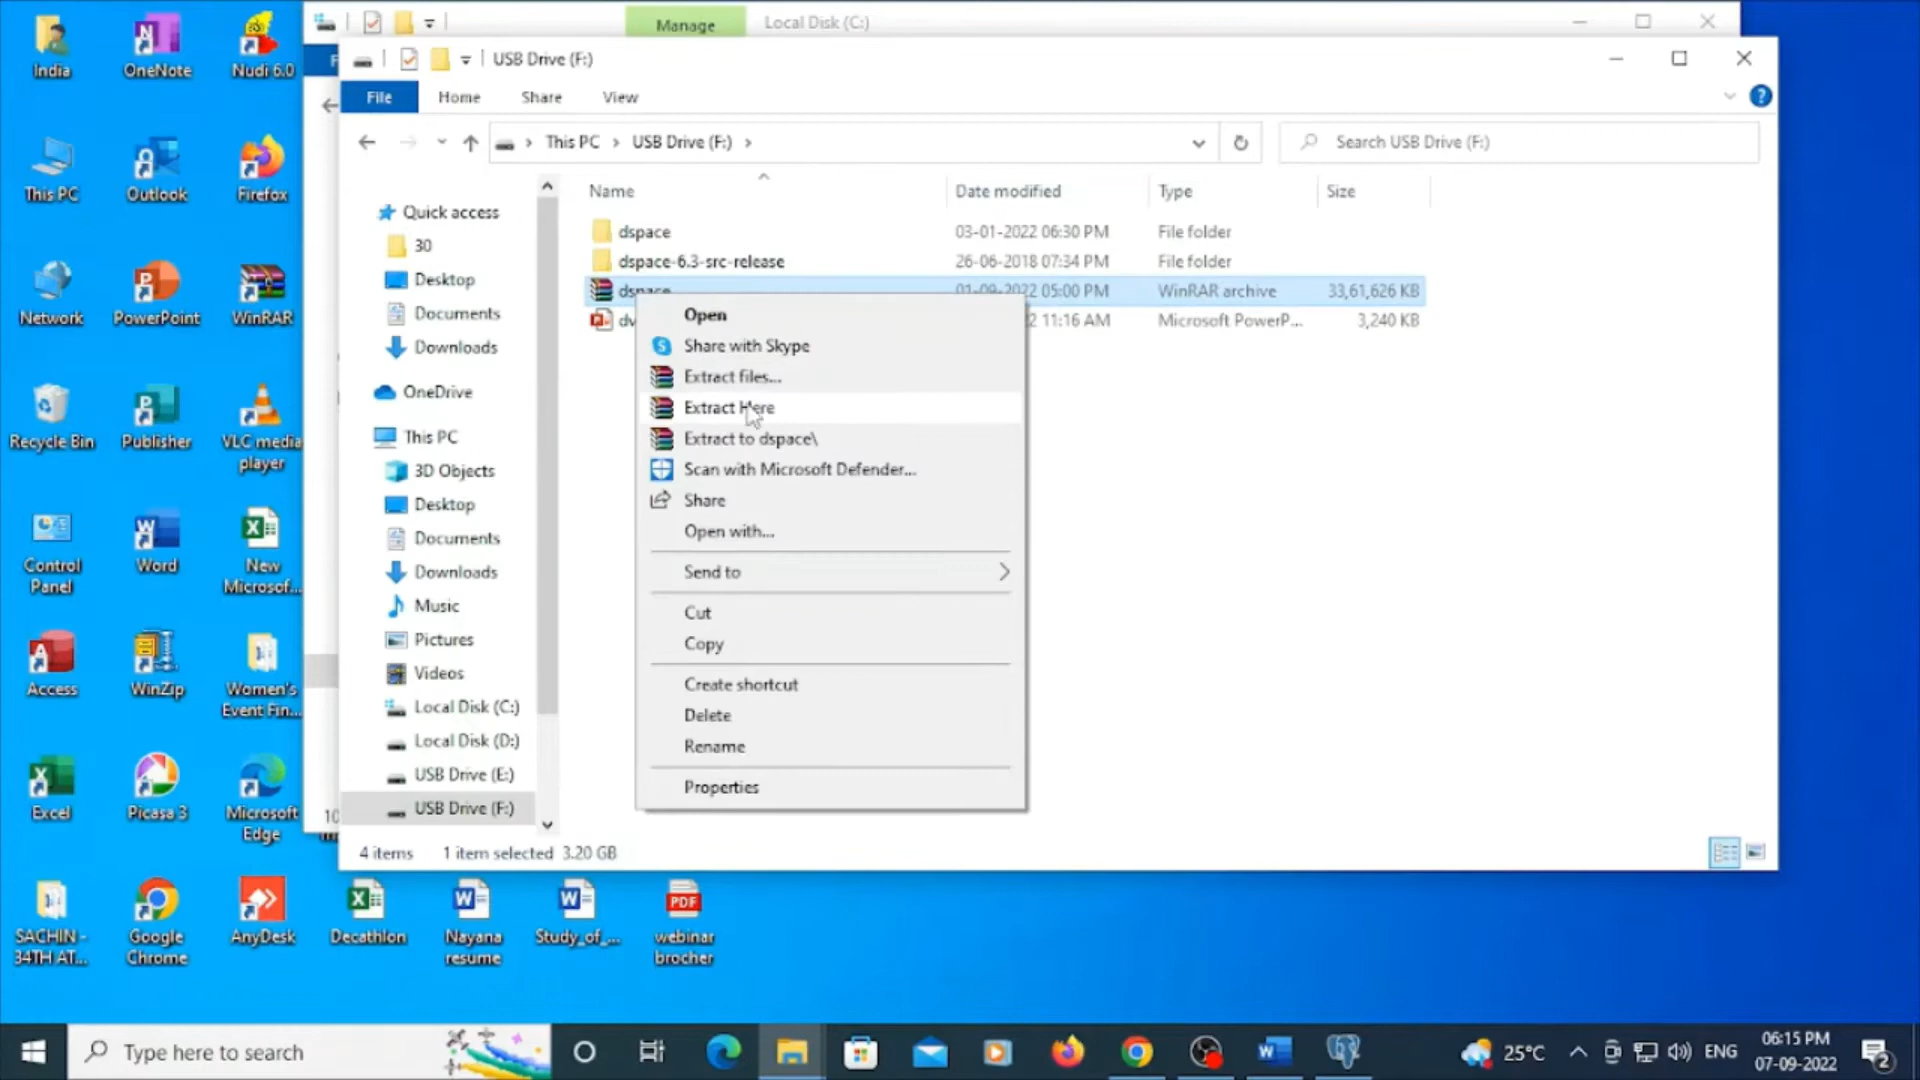 Manage
Local Disk (C:)
USB Drive (F:)
File
Home
Share
View
This PC
USB Drive (F:)
Search USB Drive (F:)
Name
Date modified
Type
Size
dspace
03-01-2022 06:30 PM
File folder
dspace-6.3-src-release
26-06-2018 07:34 PM
File folder
dspace
01-09-2022 05:00 PM
WinRAR archive
33,61,626 KB
11:16 AM
Microsoft PowerP...
3,240 KB
Open
Share with Skype
Extract files...
Extract Here
Extract to dspace\
Scan with Microsoft Defender...
Share
Open with...
Send to
Cut
Copy
Create shortcut
Delete
Rename
Properties
Quick access
30
Desktop
Documents
Downloads
OneDrive
This PC
3D Objects
Desktop
Documents
Downloads
Music
Pictures
Videos
Local Disk (C:)
Local Disk (D:)
USB Drive (E:)
USB Drive (F:)
4 items
1 item selected 3.20 GB
India
OneNote
Nudi 6.0
This PC
Outlook
Firefox
Network
PowerPoint
WinRAR
Recycle Bin
Publisher
VLC media
player
Control
Panel
Word
New
Microsof...
Access
WinZip
Women's
Event Fin...
Excel
Picasa 3
Microsoft
Edge
SACHIN -
34TH AT...
Google
Chrome
AnyDesk
Decathlon
Nayana
resume
Study_of_...
PDF
webinar
brocher
Type here to search
25°C
ENG
06:15 PM
07-09-2022
2